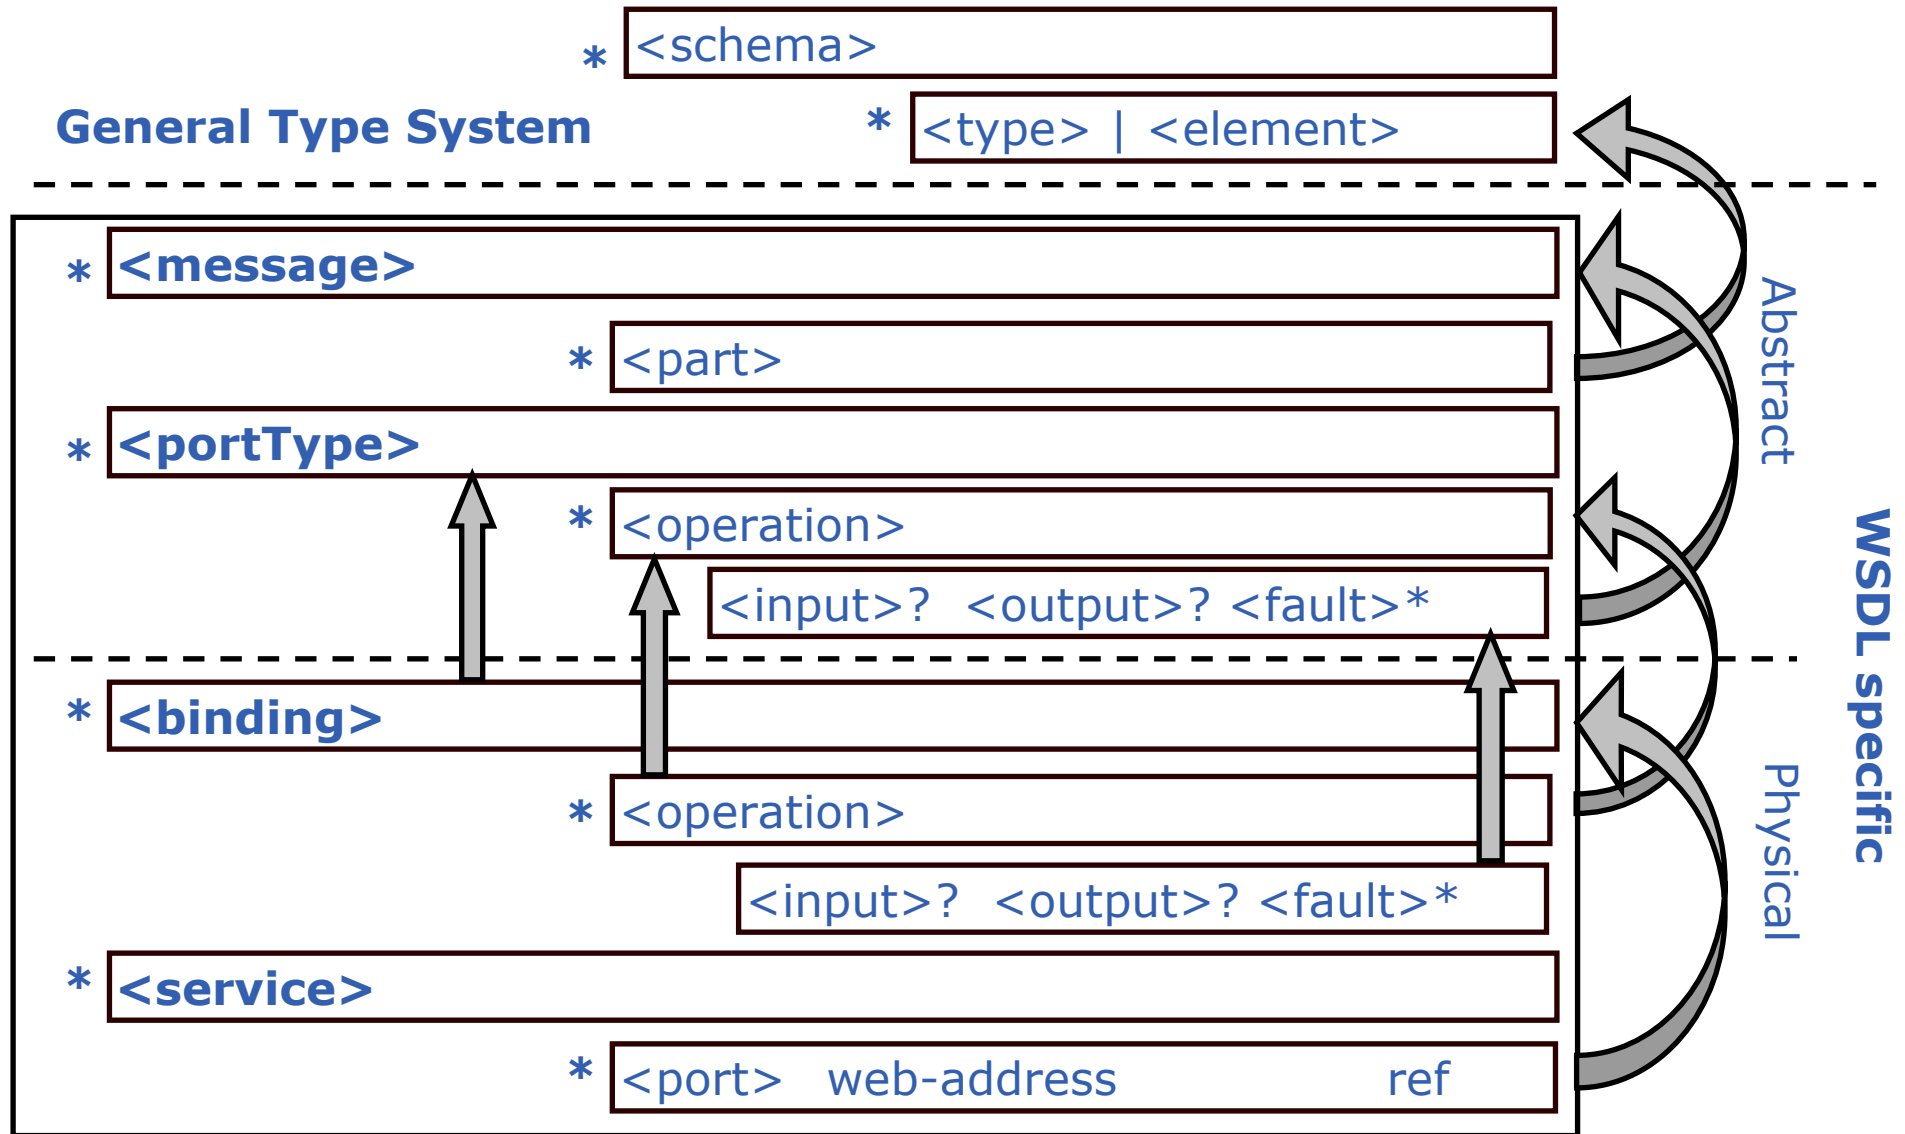 * <schema>
General Type System
* <type> | <element>
* <message>
* <part>
* <portType>
* <operation>
<input>? <output>? <fault>*
* <binding>
* <operation>
<input>? <output>? <fault>*
* <service>
* <port> web-address ref
Abstract
Physical
WSDL specific